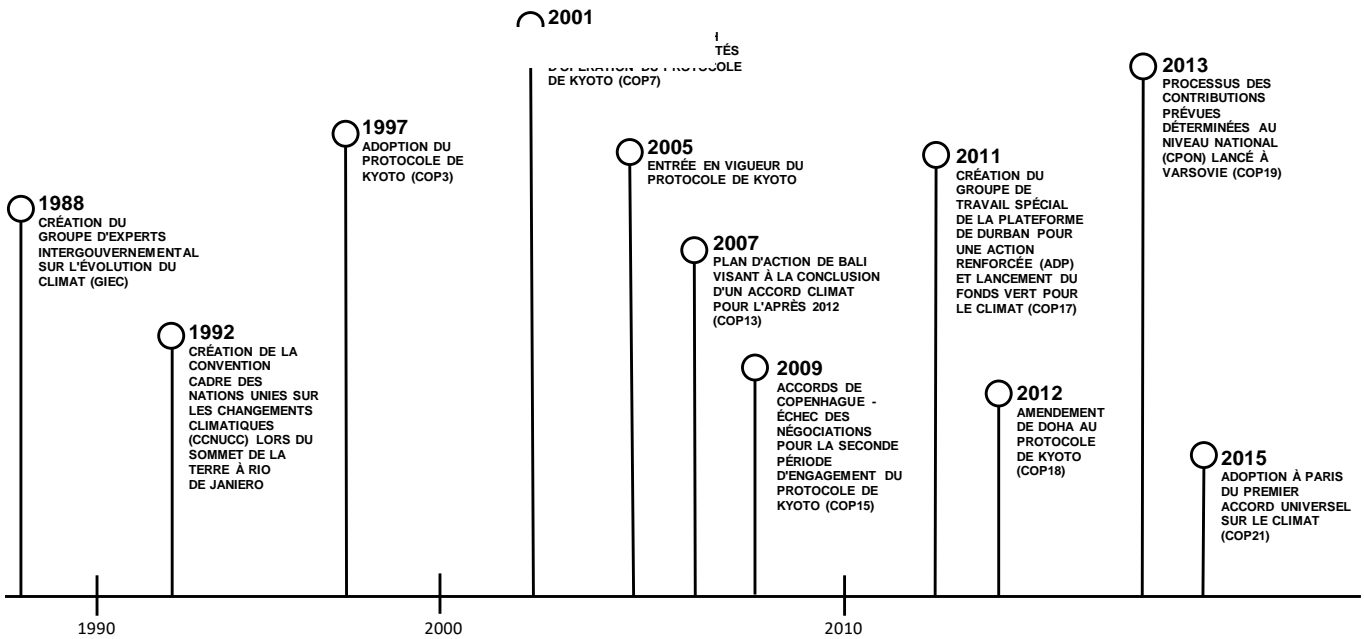 2001
TÉS
DE KYOTO (COP7)
2013
PROCESSUS DES
CONTRIBUTIONS
PRÉVUES
DÉTERMINÉES AU
NIVEAU NATIONAL
(CPON) LANCÉ À
VARSOVIE (COP19)
1997
ADOPTION DU
PROTOCOLE DE
KYOTO (COP3)
2005
ENTRÉE EN VIGUEUR DU
PROTOCOLE DE KYOTO
2011
CRÉATION DU
GROUPE DE
TRAVAIL SPÉCIAL
DE LA PLATEFORME
DE DURBAN POUR
UNE ACTION
RENFORCÉE (ADP)
ET LANCEMENT DU
FONDS VERT POUR
LE CLIMAT (COP17)
1988
CRÉATION DU
GROUPE D'EXPERTS
INTERGOUVERNEMENTAL
SUR L'ÉVOLUTION DU
CLIMAT (GIEC)
2007
PLAN D'ACTION DE BALI
VISANT À LA CONCLUSION
D'UN ACCORD CLIMAT
POUR L'APRÈS 2012
(COP13)
1992
CRÉATION DE LA
CONVENTION
CADRE DES
NATIONS UNIES SUR
LES CHANGEMENTS
CLIMATIQUES
(CCNUCC) LORS DU
SOMMET DE LA
TERRE À RIO
DE JANIERO
2009
ACCORDS DE
COPENHAGUE -
ÉCHEC DES
NÉGOCIATIONS
POUR LA SECONDE
PÉRIODE
D'ENGAGEMENT DU
PROTOCOLE DE
KYOTO (COP15)
2012
AMENDEMENT
DE DOHA AU
PROTOCOLE
DE KYOTO
(COP18)
2015
ADOPTION À PARIS
DU PREMIER
ACCORD UNIVERSEL
SUR LE CLIMAT
(COP21)
1990
2000
2010